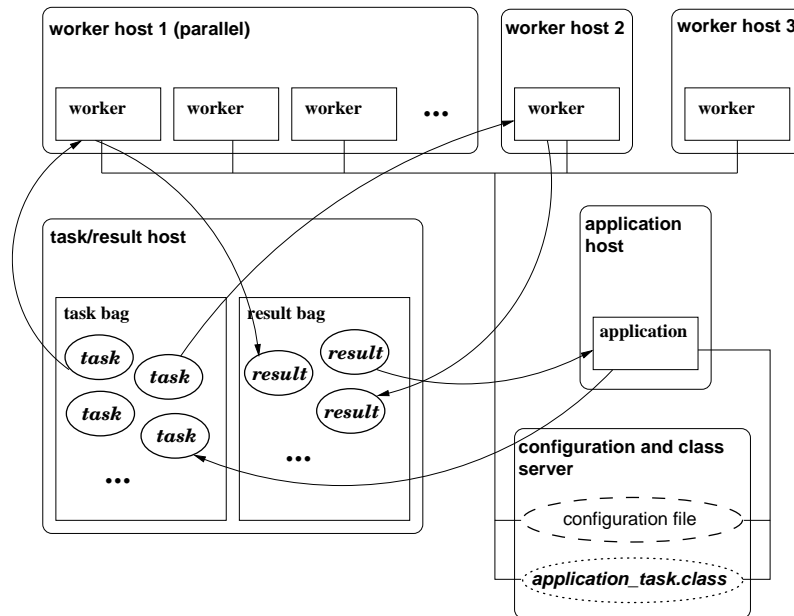 worker host 1 (parallel)
worker host 2
worker host 3
worker
worker
worker
...
worker
worker
task/result host
application
host
task bag
result bag
application
task
task
result
result
task
result
task
...
...
configuration and class
server
configuration file
application_task.class